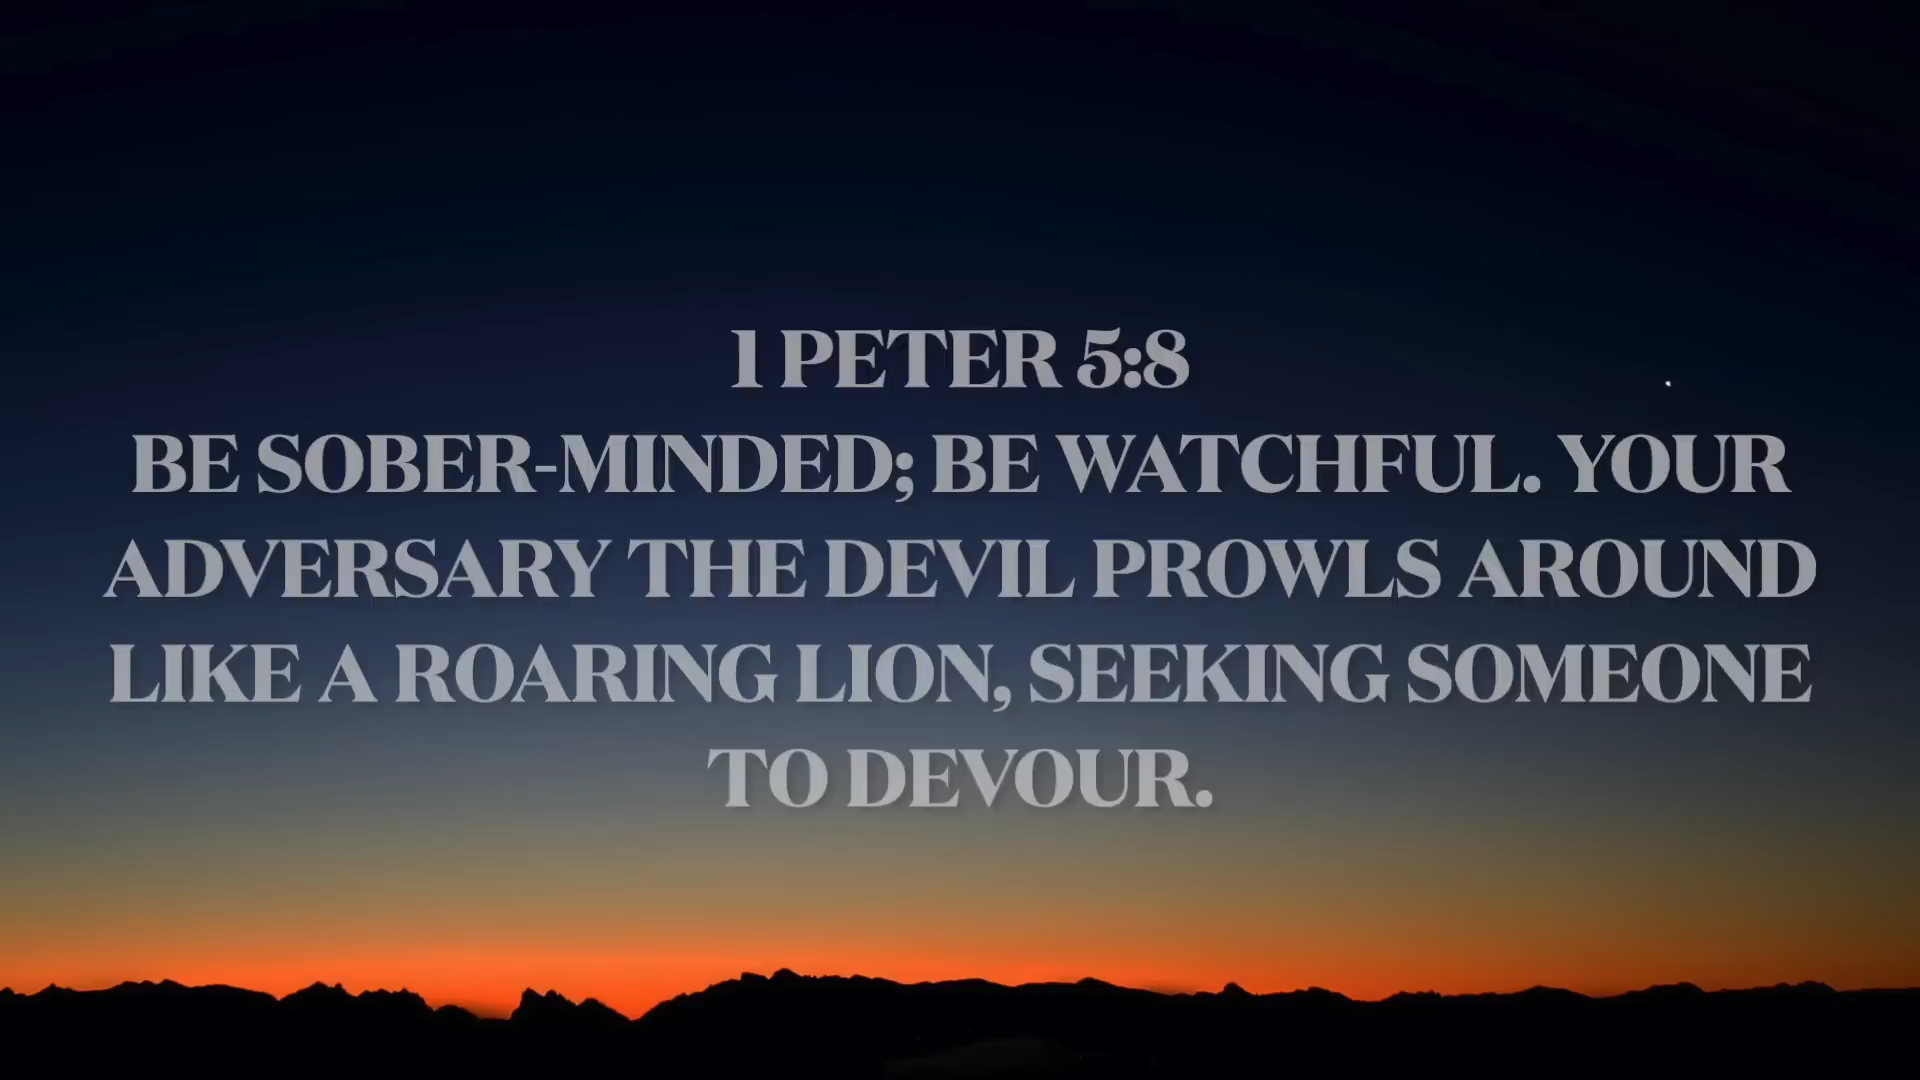 1 PETER 5:8
BE SOBER-MINDED; BE WATCHFUL. YOUR
ADVERSARY THE DEVIL PROWLS AROUND
LIKE A ROARING LION, SEEKING SOMEONE
TO DEVOUR.